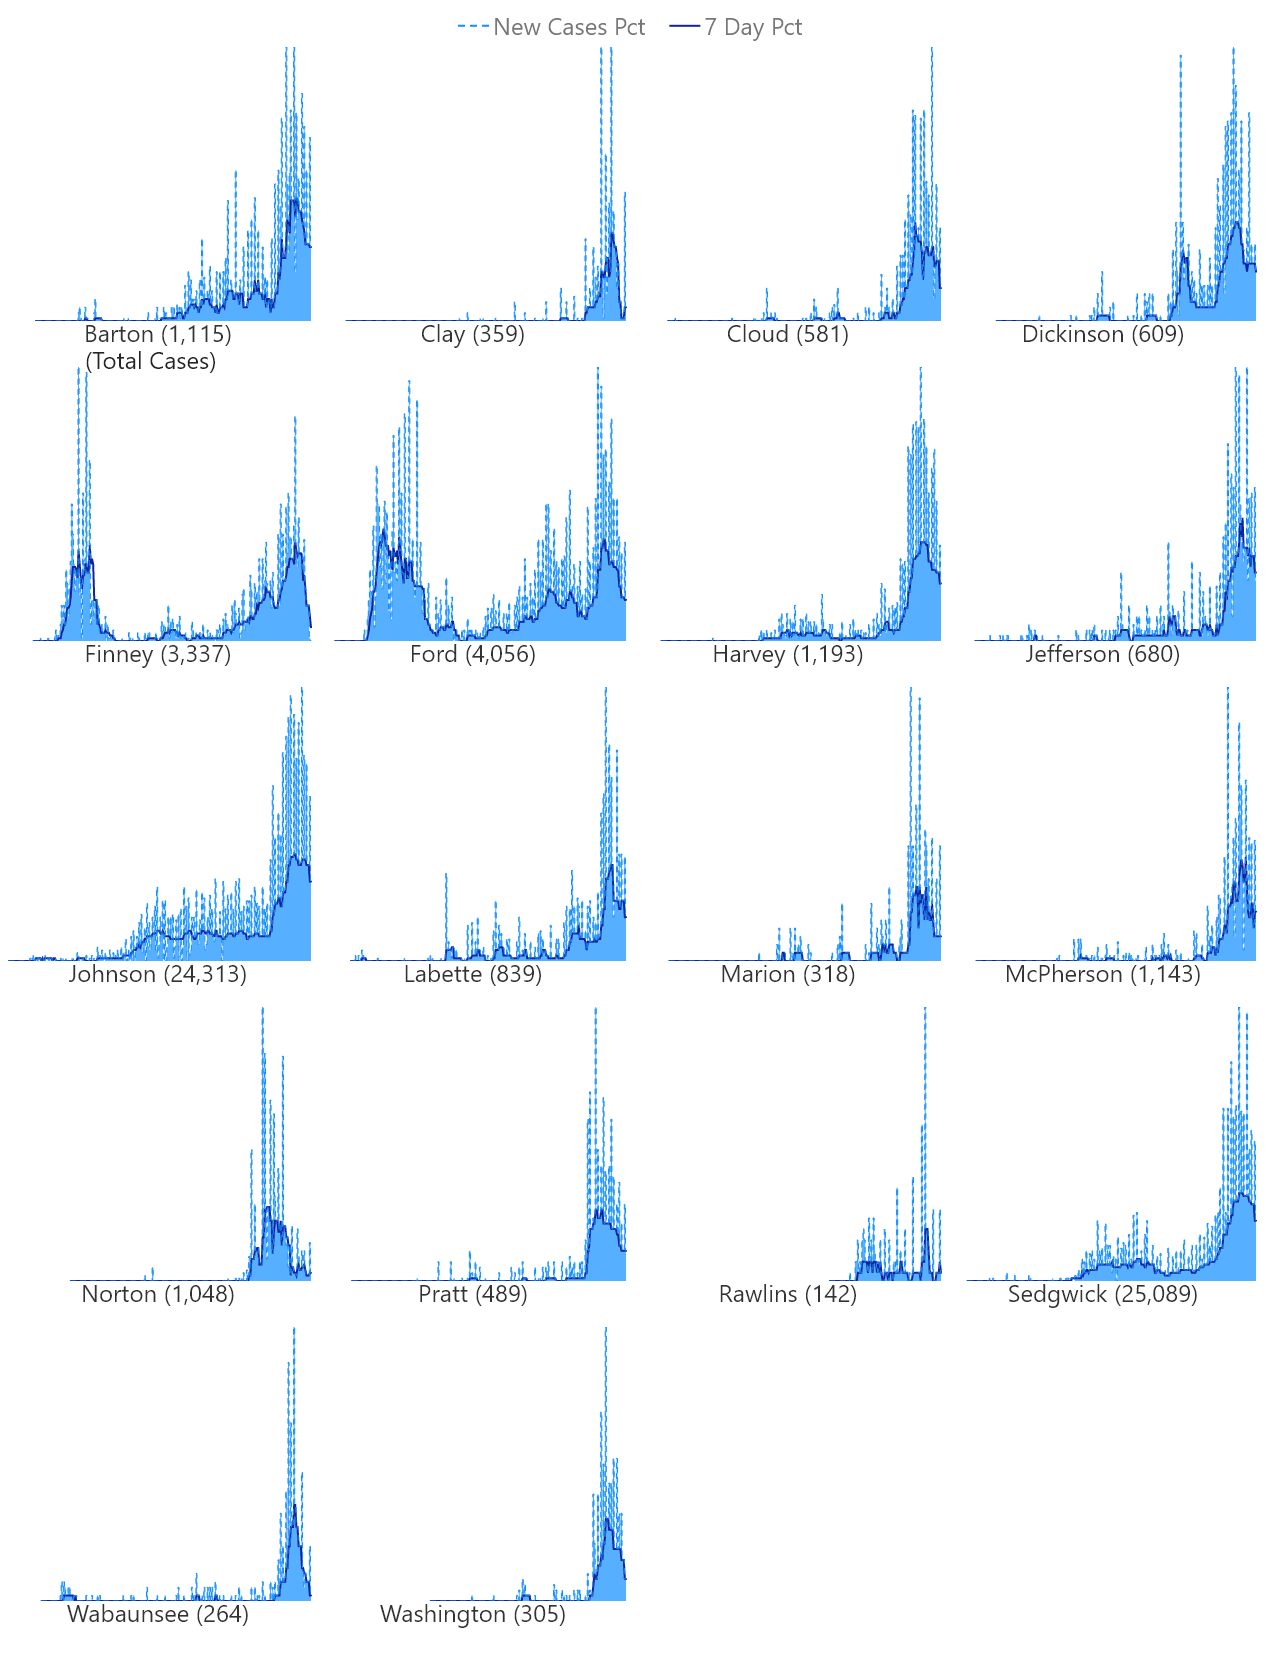 New Cases Pct 7 Day Pct
Barton (1,115) Clay (359) Cloud (581) Dickinson (609)
(Total Cases)
Finney (3,337) Ford (4,056) Harvey (1,193) Jefferson (680)
Johnson (24,313) Labette (839) Marion (318) McPherson (1,143)
Norton (1,048) Pratt (489) Rawlins (142) Sedgwick (25,089)
Wabaunsee (264) Washington (305)